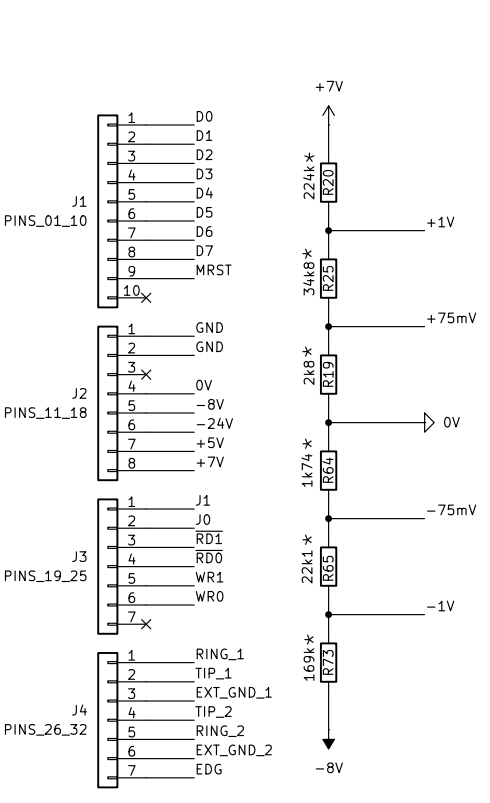 J1
PINS_01_10
1 D0
2 D1
3 D2
4 D3
5 D4
6 D5
7 D6
8 D7
9 MRST
10
J2
PINS_11_18
1 GND
2 GND
3
4 0V
5 -8V
6 -24V
7 +5V
8 +7V
J3
PINS_19_25
1 J1
2 J0
3 RD1
4 RD0
5 WR1
6 WR0
7
J4
PINS_26_32
1 RING_1
2 TIP_1
3 EXT_GND_1
4 TIP_2
5 RING_2
6 EXT_GND_2
7 EDG
+7V
224k*
R20
+1V
34k8*
R25
+75mV
2k8*
R19
0V
1k74*
R64
-75mV
22k1*
R65
-1V
169k*
R73
-8V